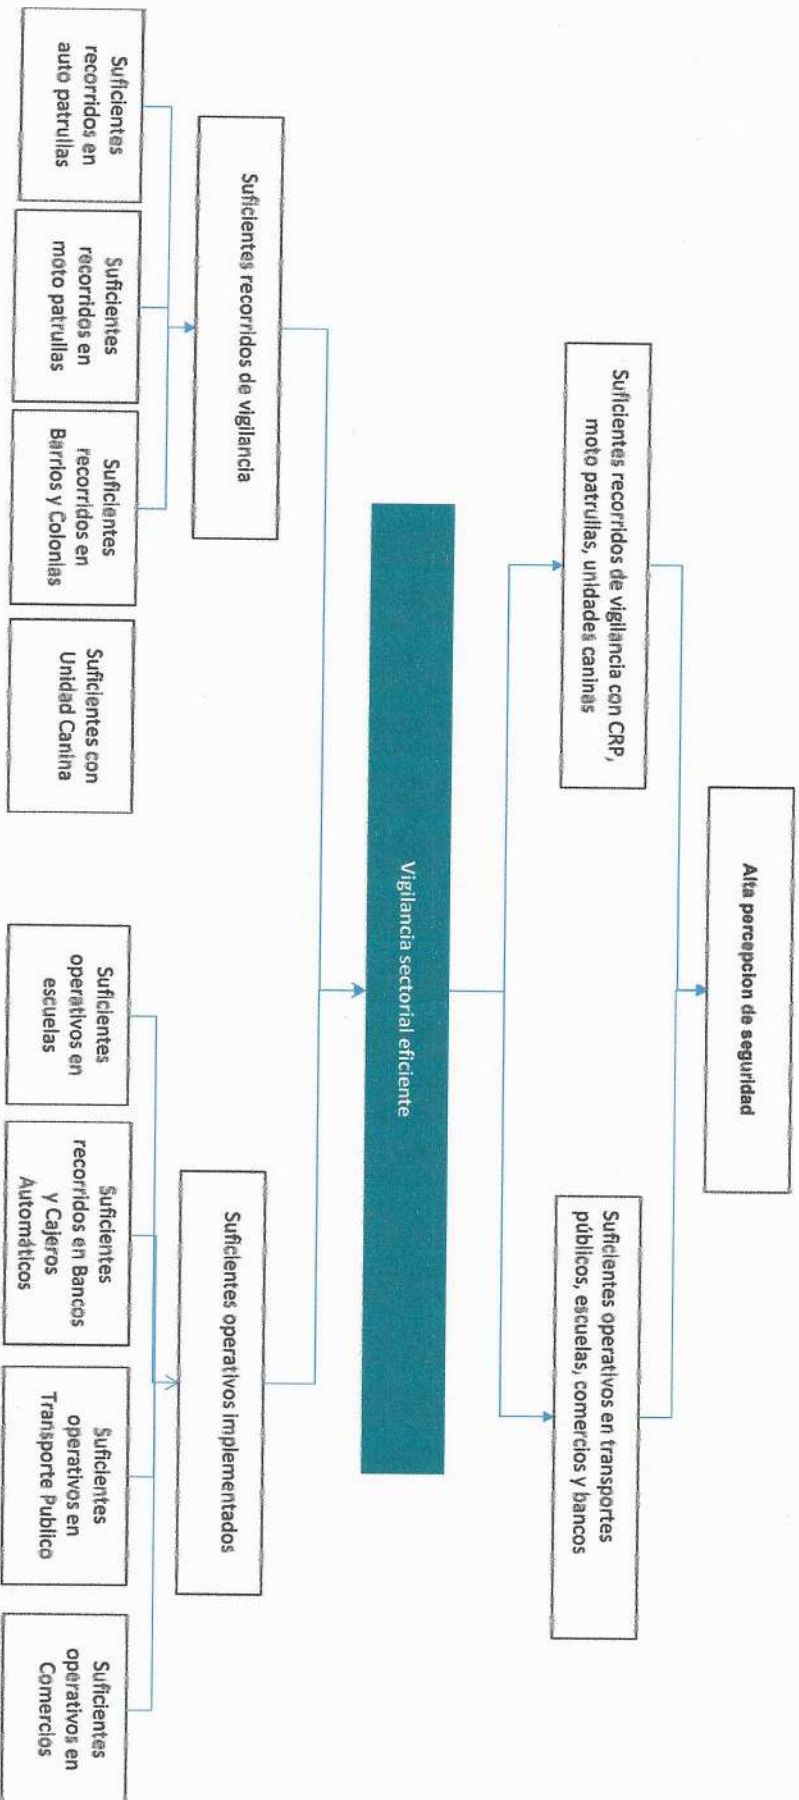 Alta percepcion de seguridad
Suficientes recorridos de vigilancia con CRP,
moto patrullas, unidades caninas
Suficientes operativos en transportes
públicos, escuelas, comercios y bancos
Vigilancia sectorial eficiente
Suficientes recorridos de vigilancia
Suficientes operativos implementados
Suficientes
recorridos en
auto patrullas
Suficientes
recorridos en
moto patrullas
Suficientes
recorridos en
Barrios y Colonias
Suficientes con
Unidad Canina
Suficientes
operativos en
escuelas
Suficientes
recorridos en Bancos
y Cajeros
Automáticos
Suficientes
operativos en
Transporte Publico
Suficientes
operativos en
Comercios